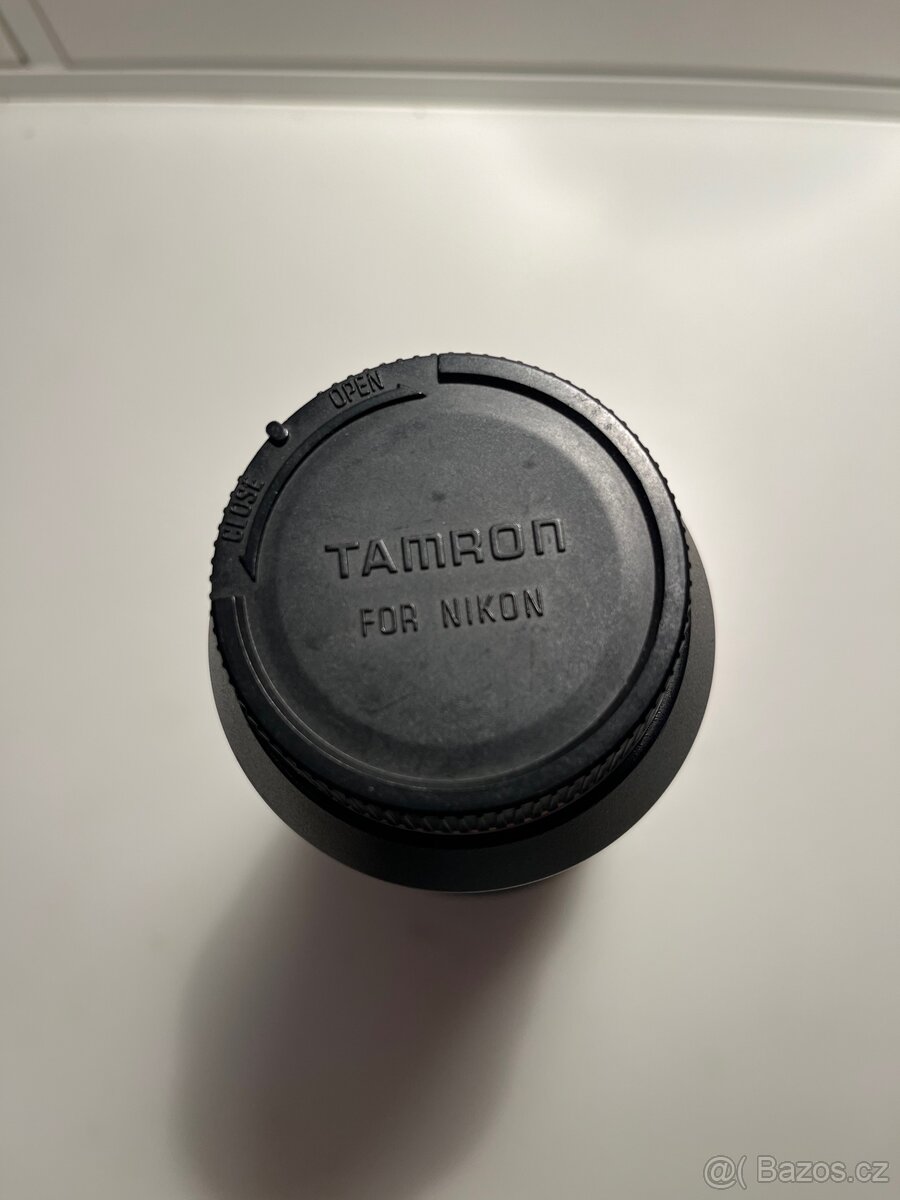 OPEN
CLOSE
TAMRON
FOR NIKON
@( Bazos.cz